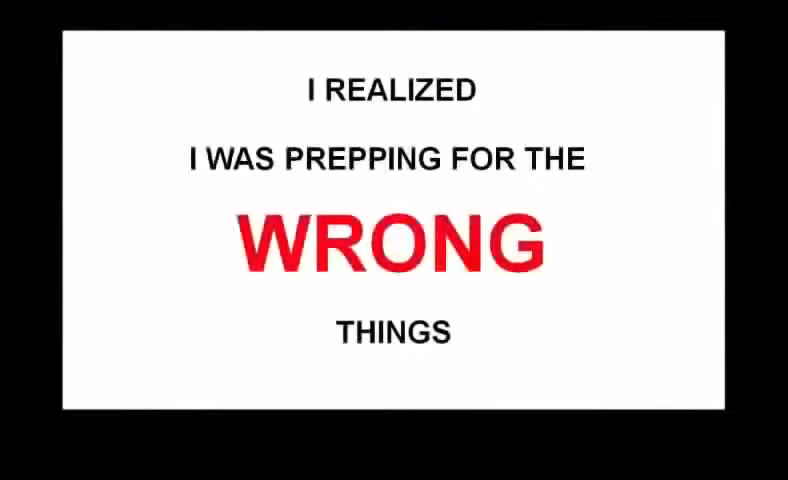 I REALIZED
I WAS PREPPING FOR THE
WRONG
THINGS